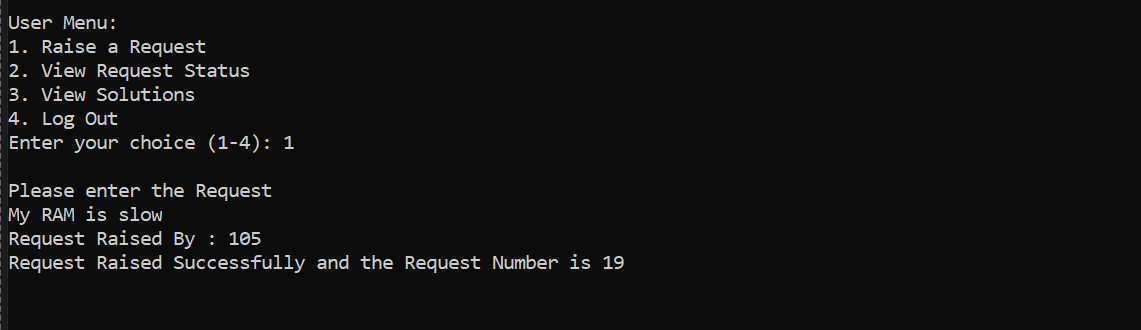 User Menu:
1. Raise a Request
2. View Request Status
3. View Solutions
4. Log Out
Enter your choice (1-4): 1
Please enter the Request
My RAM is slow
Request Raised By : 105
Request Raised Successfully and the Request Number is 19